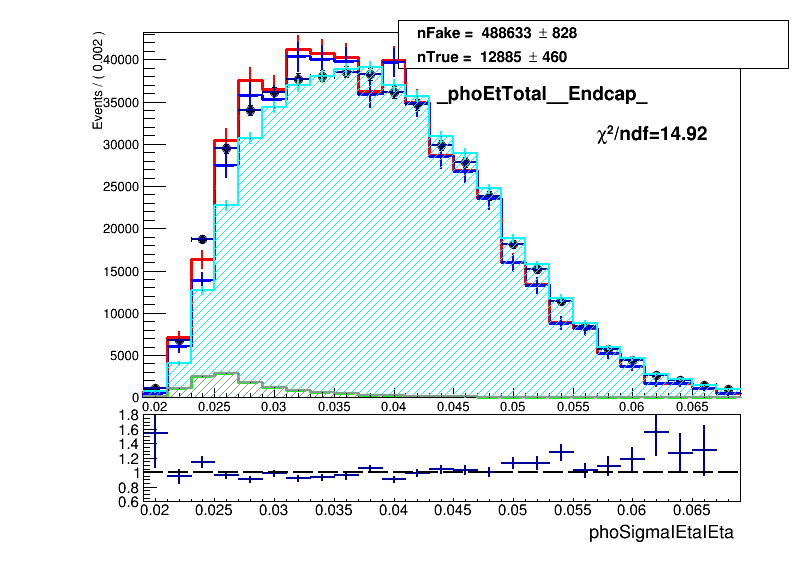 nFake = 488633 ± 828
nTrue = 12885 ± 460
_phoEtTotal__Endcap_
χ²/ndf=14.92
Events / ( 0.002 )
40000
35000
30000
25000
20000
15000
10000
5000
0
0.02 0.025 0.03 0.035 0.04 0.045 0.05 0.055 0.06 0.065
1.8
1.6
1.4
1.2
1
0.8
0.6
0.02 0.025 0.03 0.035 0.04 0.045 0.05 0.055 0.06 0.065
phoSigmaIEtaIEta